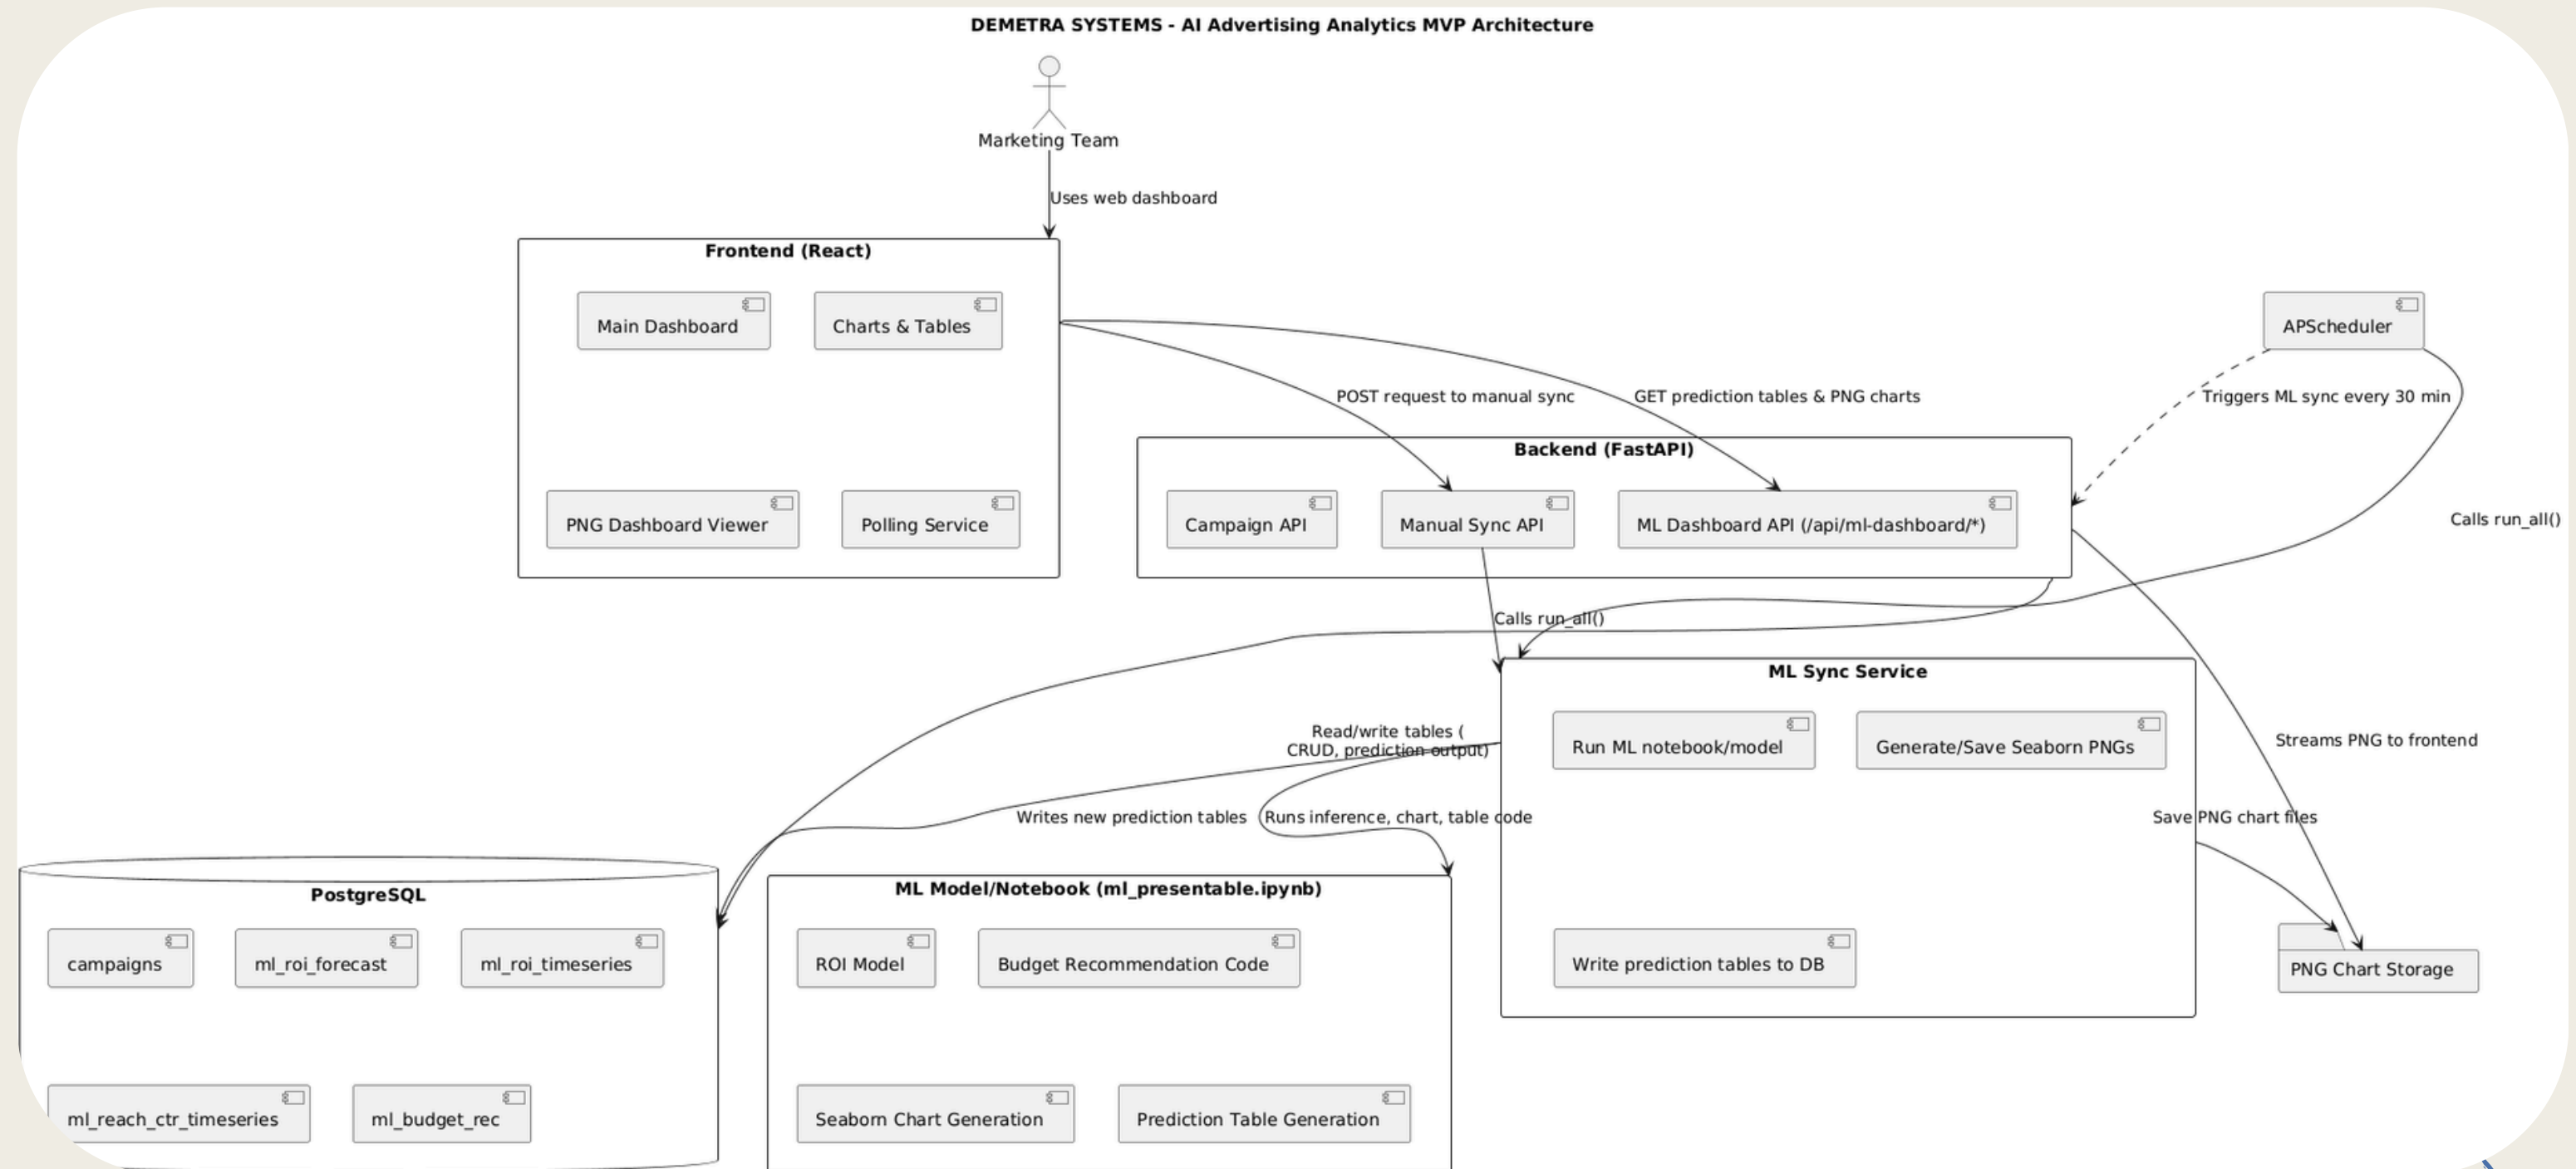 DEMETRA SYSTEMS - AI Advertising Analytics MVP Architecture
Marketing Team
Uses web dashboard
Frontend (React)
Main Dashboard
Charts & Tables
PNG Dashboard Viewer
Polling Service
APScheduler
POST request to manual sync
GET prediction tables & PNG charts
Triggers ML sync every 30 min
Backend (FastAPI)
Campaign API
Manual Sync API
ML Dashboard API (/api/ml-dashboard/*)
Calls run_all()
Calls run_all()
ML Sync Service
Run ML notebook/model
Generate/Save Seaborn PNGs
Write prediction tables to DB
Read/write tables (
CRUD, prediction output)
Streams PNG to frontend
Writes new prediction tables
Runs inference, chart, table code
Save PNG chart files
PostgreSQL
campaigns
ml_roi_forecast
ml_roi_timeseries
ml_reach_ctr_timeseries
ml_budget_rec
ML Model/Notebook (ml_presentable.ipynb)
ROI Model
Budget Recommendation Code
Seaborn Chart Generation
Prediction Table Generation
PNG Chart Storage